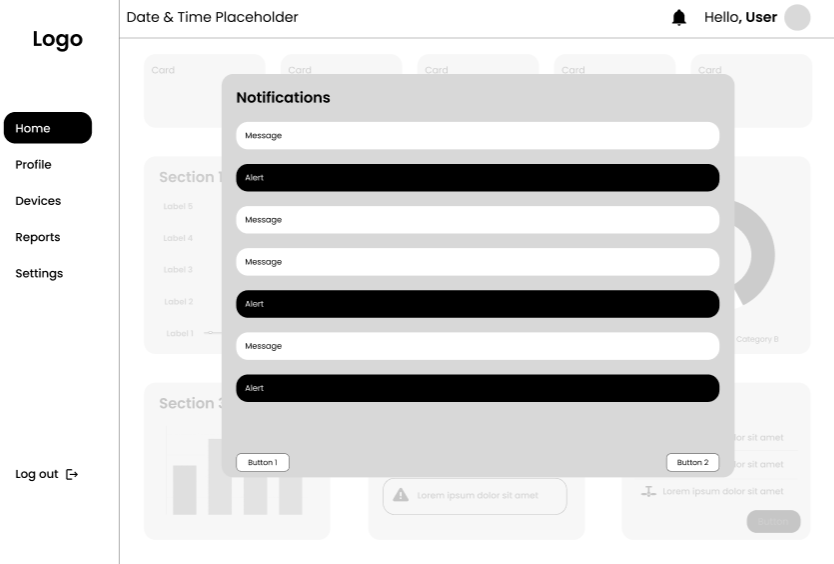 Logo
Home
Profile
Devices
Reports
Settings
Log out
Date & Time Placeholder
Hello, User
Card
Card
Card
Card
Card
Notifications
Message
Alert
Message
Message
Alert
Message
Alert
Button 1
Button 2
Section 1
Label 5
Label 4
Label 3
Label 2
Label 1
Category B
Section 3
Lorem ipsum dolor sit amet
lor sit amet
lor sit amet
Lorem ipsum dolor sit amet